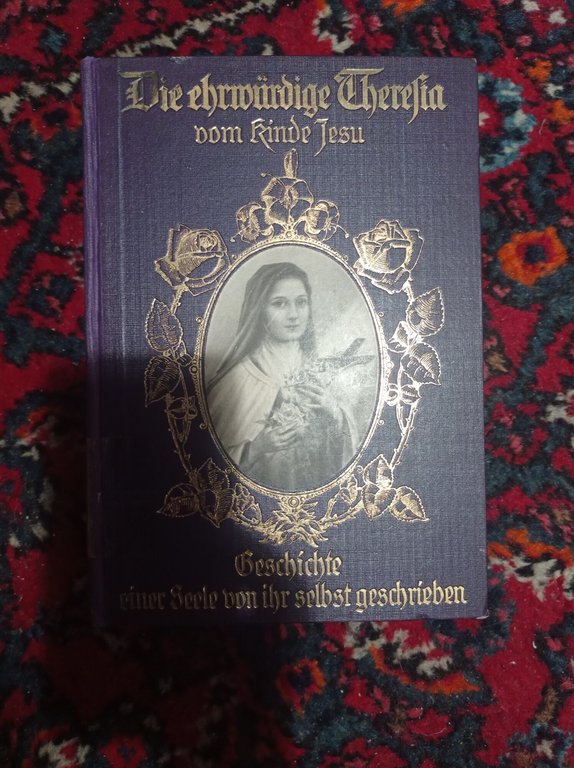 Die ehrwürdige Theresia
vom Kinde Jesu
Geschichte
einer Seele von ihr selbst geschrieben